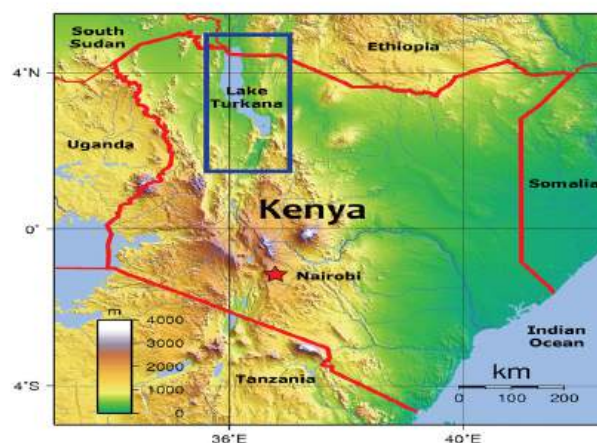 South
Sudan
Ethiopia
4°N
Lake
Turkana
Uganda
Somalia
Kenya
0°
Nairobi
m
4000
3000
2000
1000
0
Indian
Ocean
km
0 50 100 200
Tanzania
4°S
36°E
40°E